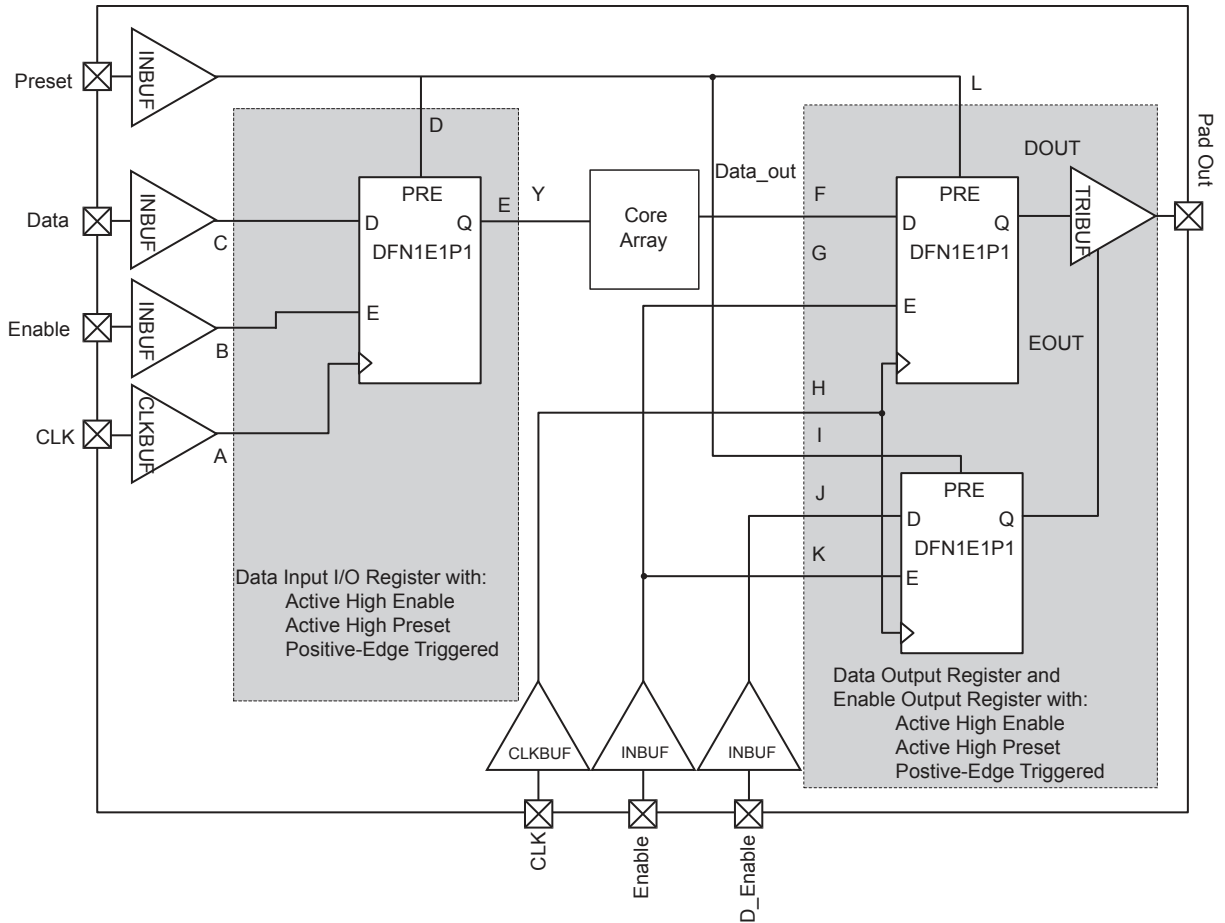 Preset
INBUF
L
D
Pad Out
DOUT
Data
INBUF
C
PRE
D
Q
DFN1E1P1
E
E
Y
Core
Array
Data_out
F
G
PRE
D
Q
DFN1E1P1
E
TRIBUF
EOUT
Enable
INBUF
B
CLK
CLKBUF
A
H
I
J
K
PRE
D
Q
DFN1E1P1
E
Data Input I/O Register with:
Active High Enable
Active High Preset
Positive-Edge Triggered
Data Output Register and
Enable Output Register with:
Active High Enable
Active High Preset
Postive-Edge Triggered
CLKBUF
INBUF
INBUF
CLK
Enable
D_Enable